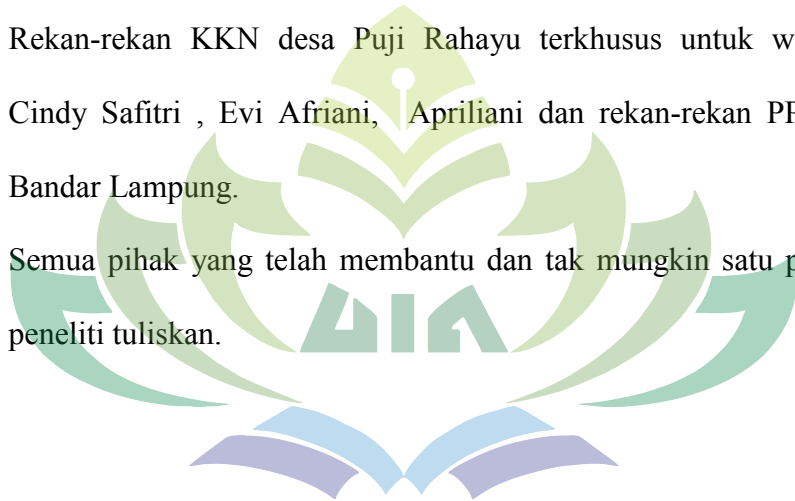 Rekan-rekan KKN desa Puji Rahayu terkhusus untuk
Cindy Safitri , Evi Afriani, Apriliani dan rekan-rekan
Bandar Lampung.
Semua pihak yang telah membantu dan tak mungkin satu
peneliti tuliskan.
UIN